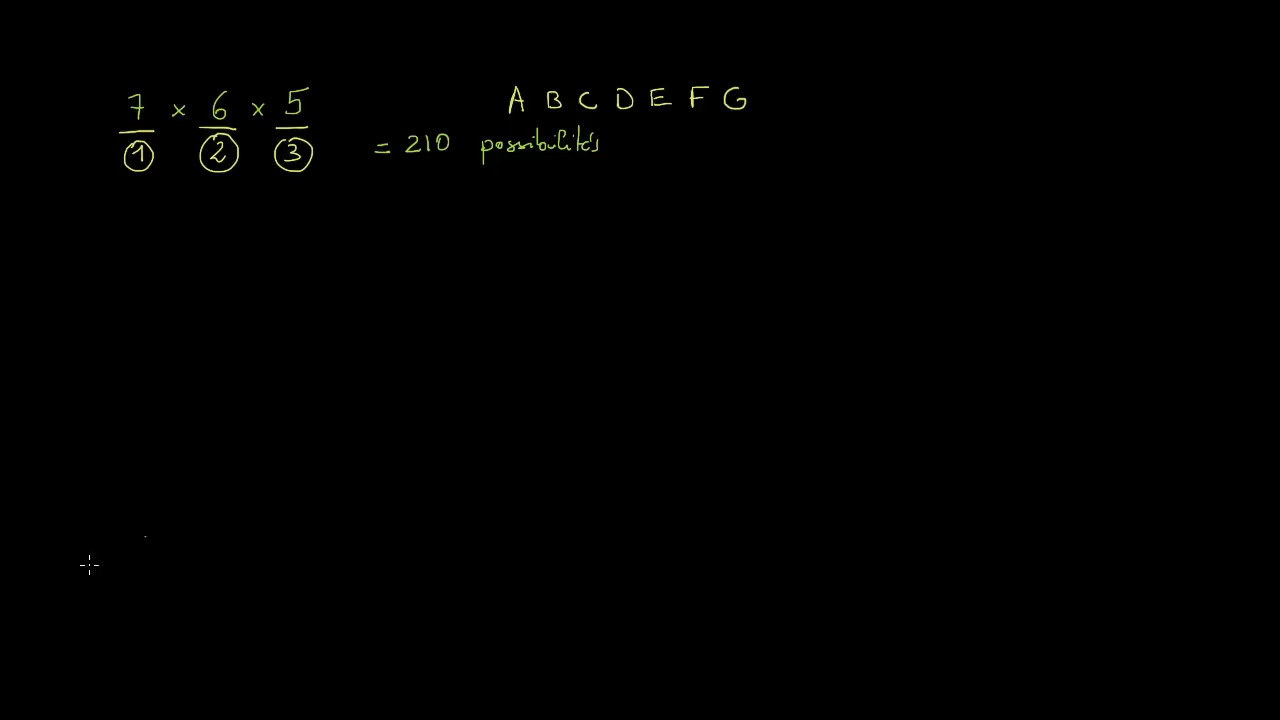 7 × 6 × 5 A B C D E F G
① ② ③ = 210 possibilités